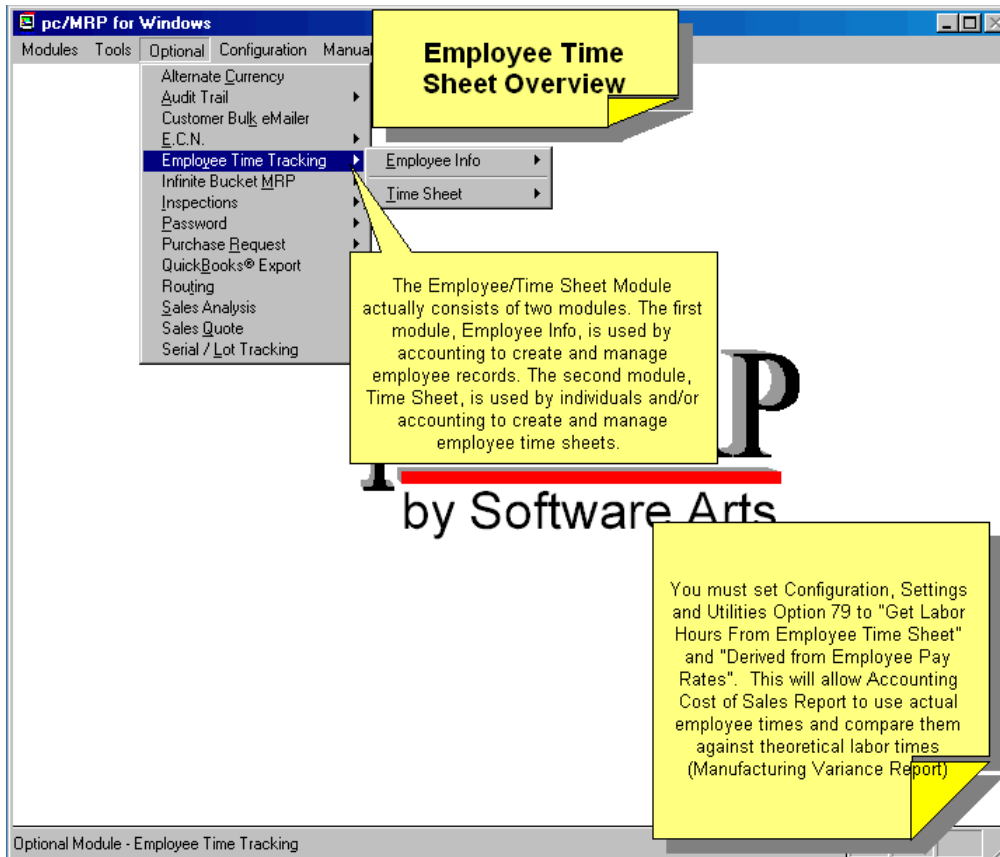 pc/MRP for Windows
Modules Tools Optional Configuration Manual
Employee Time
Sheet Overview
Alternate Currency
Audit Trail
Customer Bulk eMailer
E.C.N.
Employee Time Tracking
Infinite Bucket MRP
Inspections
Password
Purchase Request
QuickBooks® Export
Routing
Sales Analysis
Sales Quote
Serial / Lot Tracking
Employee Info
Time Sheet
The Employee/Time Sheet Module
actually consists of two modules. The first
module, Employee Info, is used by
accounting to create and manage
employee records. The second module,
Time Sheet, is used by individuals and/or
accounting to create and manage
employee time sheets.
RP
by Software Arts
You must set Configuration, Settings
and Utilities Option 79 to "Get Labor
Hours From Employee Time Sheet"
and "Derived from Employee Pay
Rates". This will allow Accounting
Cost of Sales Report to use actual
employee times and compare them
against theoretical labor times
(Manufacturing Variance Report)
Optional Module - Employee Time Tracking